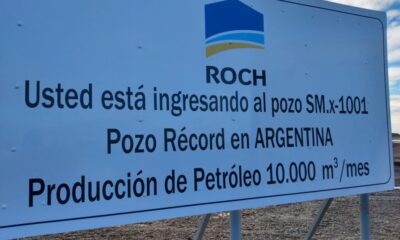 ROCH
Usted está ingresando al pozo SM.x-1001
Pozo Récord en ARGENTINA
Producción de Petróleo 10.000 m³/mes